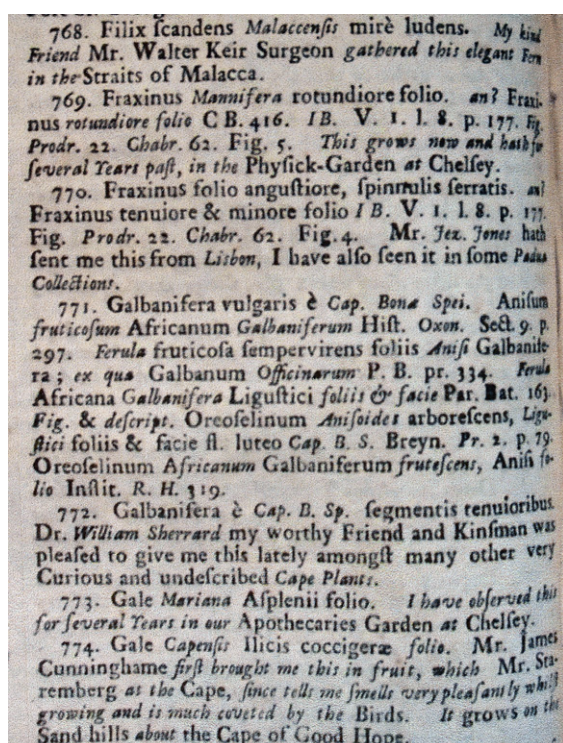 768. Filix ſcandens Malaccenſis mirè ludens. My kind
Friend Mr. Walter Keir Surgeon gathered this elegant Fern
in the Straits of Malacca.
769. Fraxinus Mannifera rotundiore folio. an? Fraxi-
nus rotundiore folio C B. 416. I B. V. 1. l. 8. p. 177. Fig.
Prodr. 22. Chabr. 62. Fig. 5. This grows now and hath for
ſeveral Years paſt, in the Phyſick-Garden at Chelſey.
770. Fraxinus folio anguſtiore, ſpinnulis ſerratis. an?
Fraxinus tenuiore & minore folio I B. V. 1. l. 8. p. 177.
Fig. Prodr. 22. Chabr. 62. Fig. 4. Mr. Jez. Jones hath
ſent me this from Lisbon, I have alſo ſeen it in ſome Padua
Collections.
771. Galbanifera vulgaris è Cap. Bonæ Spei. Aniſum
fruticoſum Africanum Galbaniferum Hiſt. Oxon. Sect. 9. p.
297. Ferula fruticoſa ſempervirens foliis Aniſi Galbanife-
ra; ex qua Galbanum Officinarum P. B. pr. 334. Ferula
Africana Galbanifera Liguſtici foliis & facie Par. Bat. 163.
Fig. & deſcript. Oreoſelinum Aniſoides arboreſcens, Ligu-
ſtici foliis & facie fl. luteo Cap. B. S. Breyn. Pr. 2. p. 79.
Oreoſelinum Africanum Galbaniferum fruteſcens, Aniſi fo-
lio Inſtit. R. H. 319.
772. Galbanifera è Cap. B. Sp. ſegmentis tenuioribus.
Dr. William Sherrard my worthy Friend and Kinſman was
pleaſed to give me this lately amongſt many other very
Curious and undeſcribed Cape Plants.
773. Gale Mariana Aſplenii folio. I have obſerved this
for ſeveral Years in our Apothecaries Garden at Chelſey.
774. Gale Capenſis Ilicis coccigeræ folio. Mr. James
Cunninghame firſt brought me this in fruit, which Mr. Sta-
remberg at the Cape, ſince tells me ſmells very pleaſantly whilſt
growing and is much coveted by the Birds. It grows on the
Sand hills about the Cape of Good Hope.